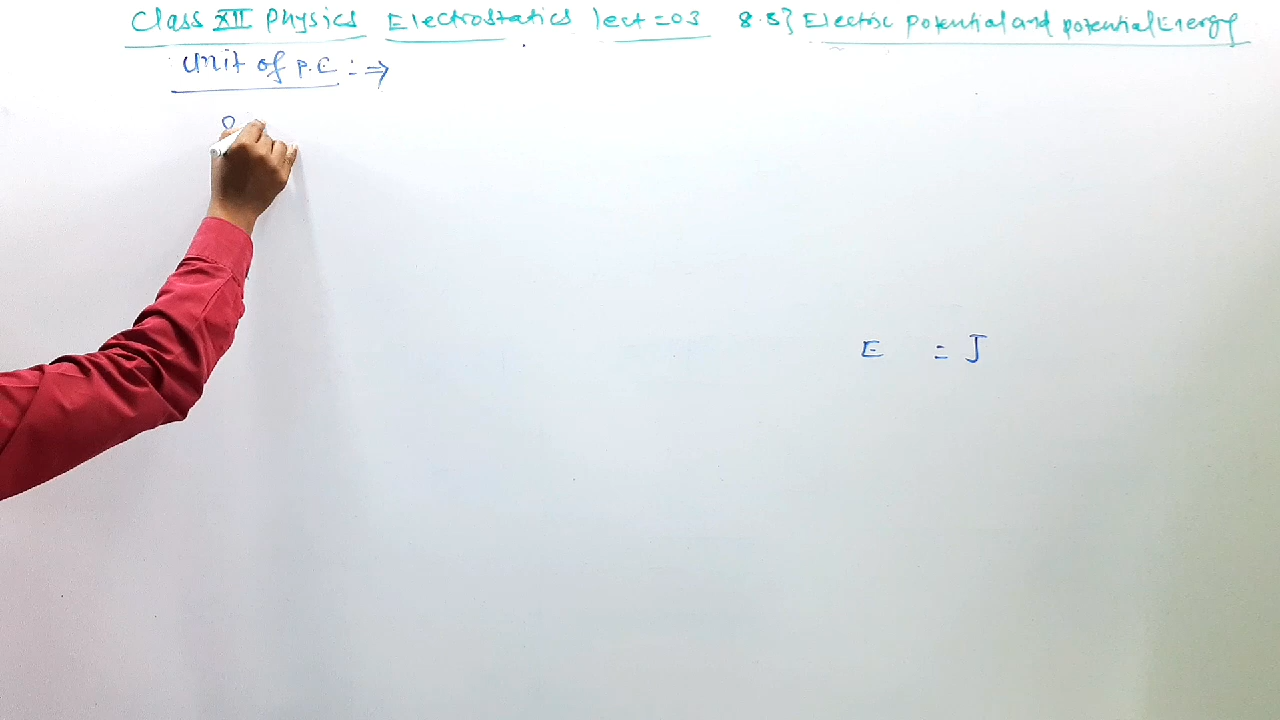 Class XII Physics Electrostatics lect = 03 8.5} Electric potential and potential Energy
Unit of P.E : ⇒
E = J